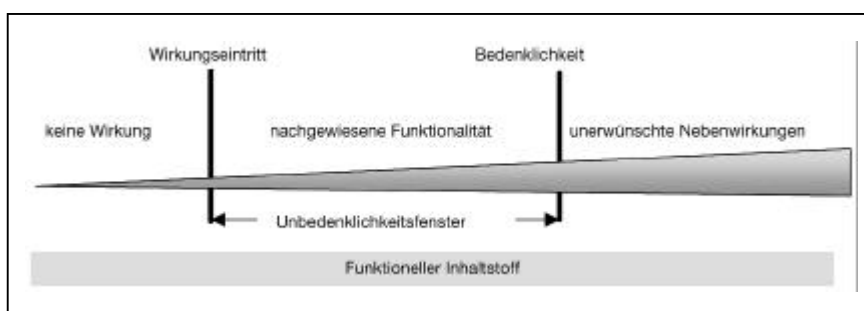 Wirkungseintritt
Bedenklichkeit
keine Wirkung
nachgewiesene Funktionalität
unerwünschte Nebenwirkungen
Unbedenklichkeitsfenster
Funktioneller Inhaltstoff